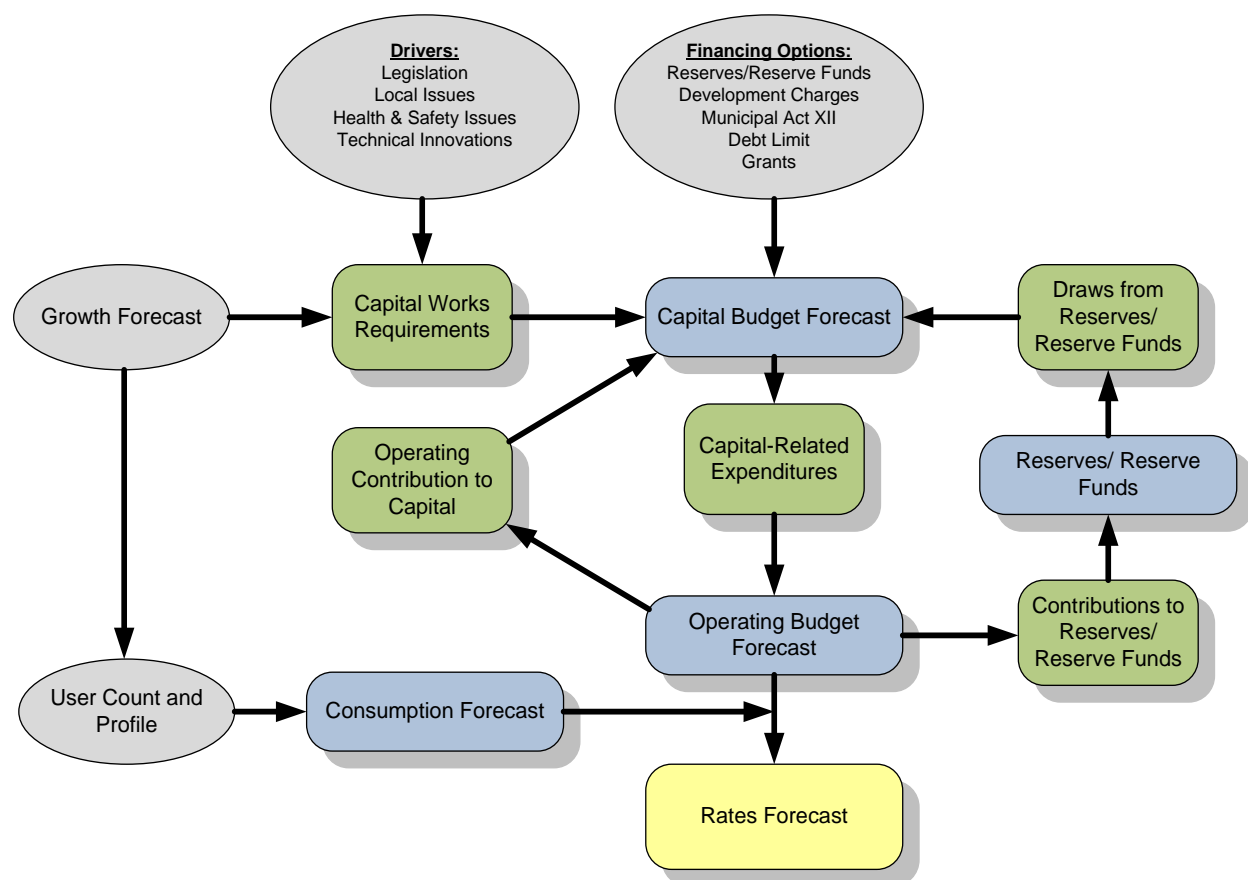 Drivers:
Legislation
Local Issues
Health & Safety Issues
Technical Innovations
Financing Options:
Reserves/Reserve Funds
Development Charges
Municipal Act XII
Debt Limit
Grants
Growth Forecast
Capital Works
Requirements
Capital Budget Forecast
Draws from
Reserves/
Reserve Funds
Operating
Contribution to
Capital
Capital-Related
Expenditures
Reserves/ Reserve
Funds
Operating Budget
Forecast
Contributions to
Reserves/
Reserve Funds
User Count and
Profile
Consumption Forecast
Rates Forecast